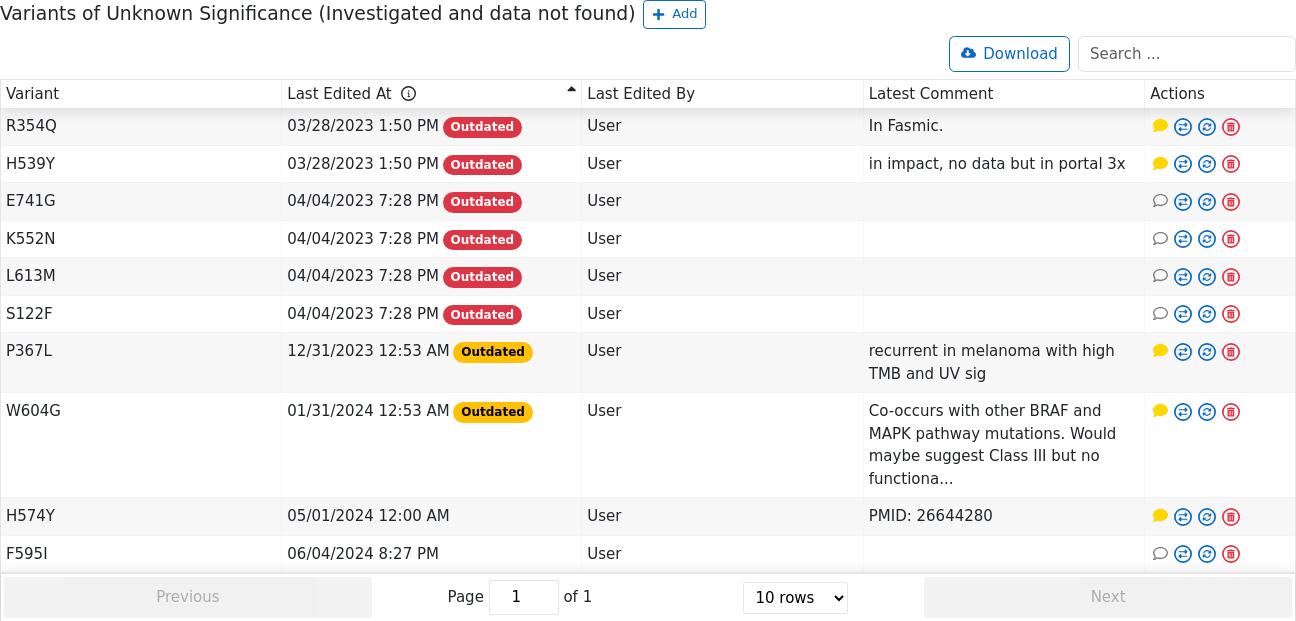 Variants of Unknown Significance (Investigated and data not found) Add
Download Search ...
Variant Last Edited At Last Edited By Latest Comment Actions
R354Q 03/28/2023 1:50 PM Outdated User In Fasmic.
H539Y 03/28/2023 1:50 PM Outdated User in impact, no data but in portal 3x
E741G 04/04/2023 7:28 PM Outdated User
K552N 04/04/2023 7:28 PM Outdated User
L613M 04/04/2023 7:28 PM Outdated User
S122F 04/04/2023 7:28 PM Outdated User
P367L 12/31/2023 12:53 AM Outdated User recurrent in melanoma with high
TMB and UV sig
W604G 01/31/2024 12:53 AM Outdated User Co-occurs with other BRAF and
MAPK pathway mutations. Would
maybe suggest Class III but no
functiona...
H574Y 05/01/2024 12:00 AM User PMID: 26644280
F595I 06/04/2024 8:27 PM User
Previous Page 1 of 1 10 rows Next